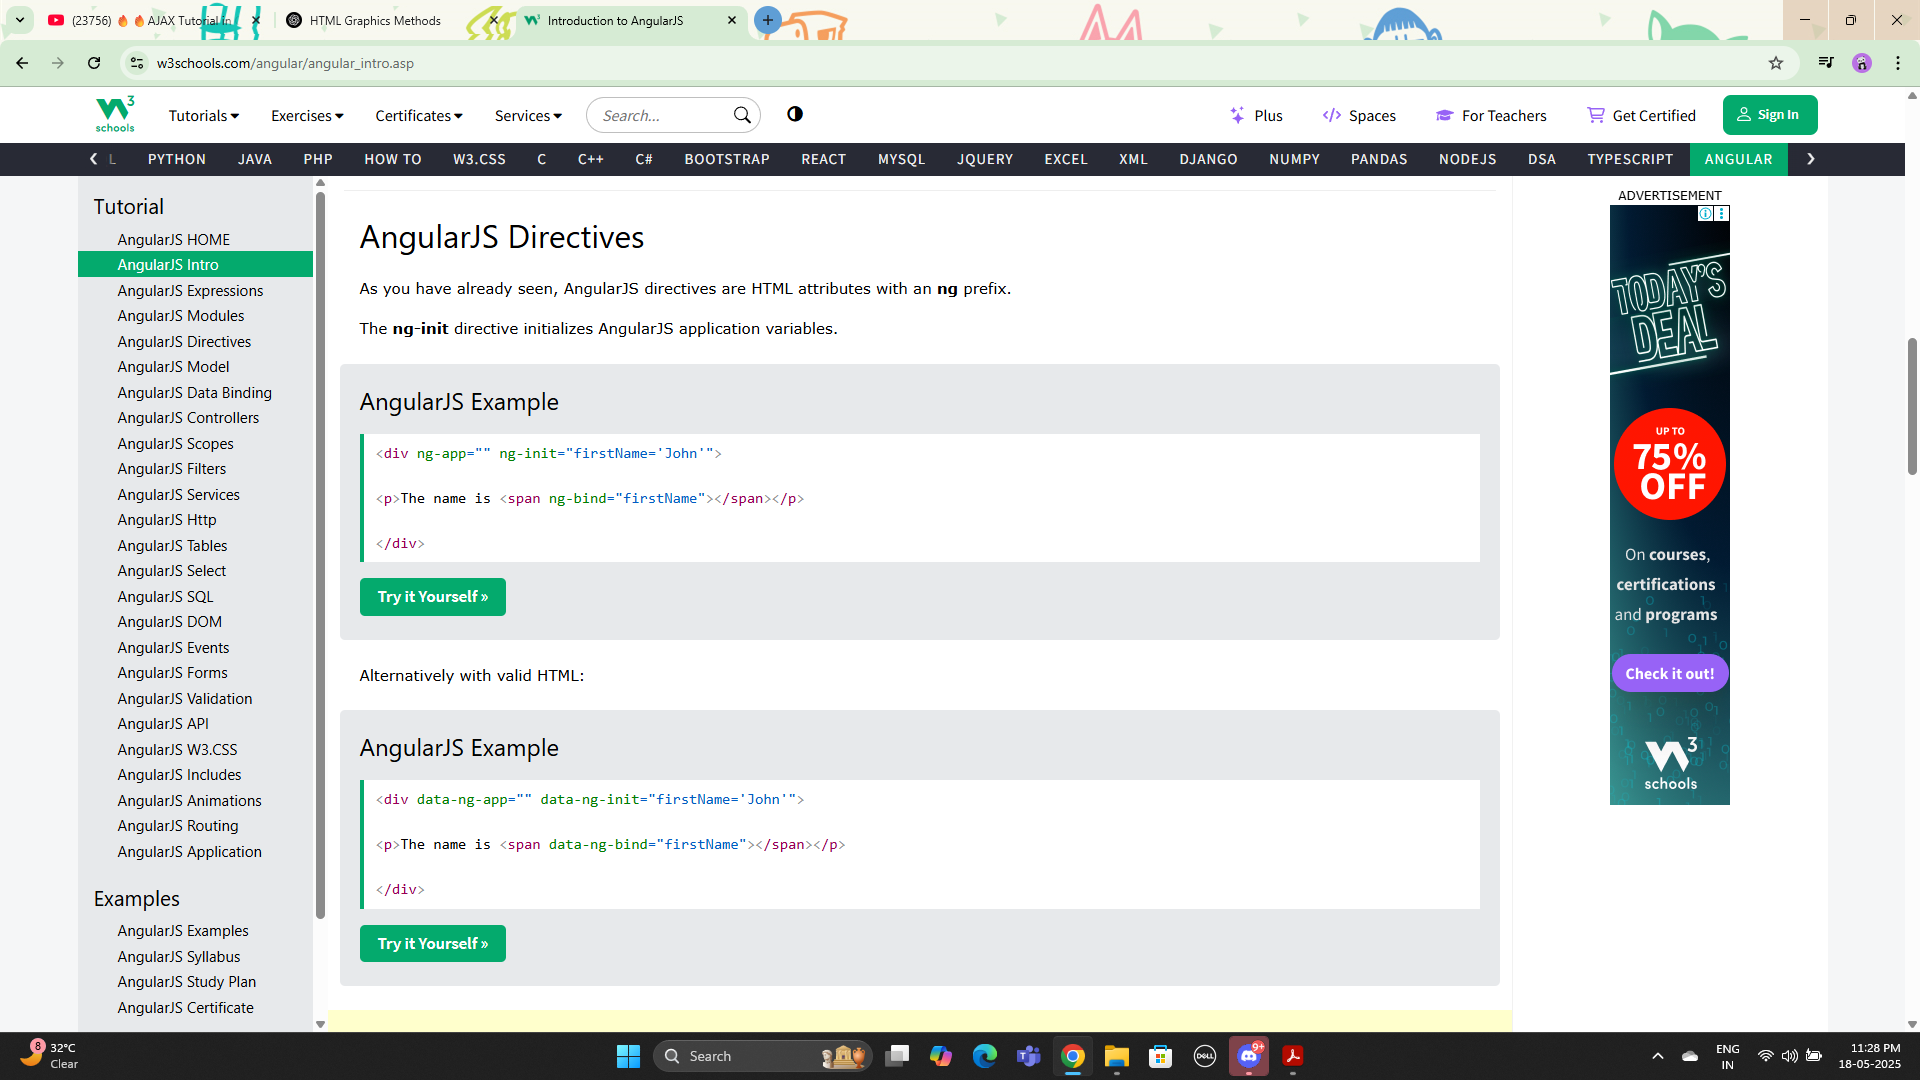 (23756) 🔥 🔥 AJAX Tutorial in
HTML Graphics Methods
Introduction to AngularJS
w3schools.com/angular/angular_intro.asp
W3 schools
Tutorials
Exercises
Certificates
Services
Search...
Plus
Spaces
For Teachers
Get Certified
Sign In
L PYTHON JAVA PHP HOW TO W3.CSS C C++ C# BOOTSTRAP REACT MYSQL JQUERY EXCEL XML DJANGO NUMPY PANDAS NODEJS DSA TYPESCRIPT ANGULAR
Tutorial
AngularJS HOME
AngularJS Intro
AngularJS Expressions
AngularJS Modules
AngularJS Directives
AngularJS Model
AngularJS Data Binding
AngularJS Controllers
AngularJS Scopes
AngularJS Filters
AngularJS Services
AngularJS Http
AngularJS Tables
AngularJS Select
AngularJS SQL
AngularJS DOM
AngularJS Events
AngularJS Forms
AngularJS Validation
AngularJS API
AngularJS W3.CSS
AngularJS Includes
AngularJS Animations
AngularJS Routing
AngularJS Application
Examples
AngularJS Examples
AngularJS Syllabus
AngularJS Study Plan
AngularJS Certificate
AngularJS Directives
As you have already seen, AngularJS directives are HTML attributes with an ng prefix.
The ng-init directive initializes AngularJS application variables.
AngularJS Example
<div ng-app="" ng-init="firstName='John'">
<p>The name is <span ng-bind="firstName"></span></p>
</div>
Try it Yourself »
Alternatively with valid HTML:
AngularJS Example
<div data-ng-app="" data-ng-init="firstName='John'">
<p>The name is <span data-ng-bind="firstName"></span></p>
</div>
Try it Yourself »
ADVERTISEMENT
TODAY'S
DEAL
UP TO
75%
OFF
On courses,
certifications
and programs
Check it out!
W3
schools
8
32°C
Clear
Search
DELL
9+
ENG
IN
11:28 PM
18-05-2025